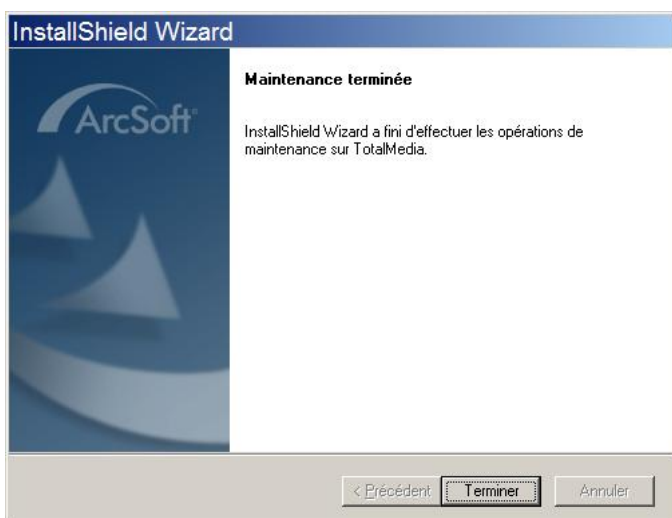 InstallShield Wizard
ArcSoft®
Maintenance terminée
InstallShield Wizard a fini d'effectuer les opérations de
maintenance sur TotalMedia.
< Précédent
Terminer
Annuler